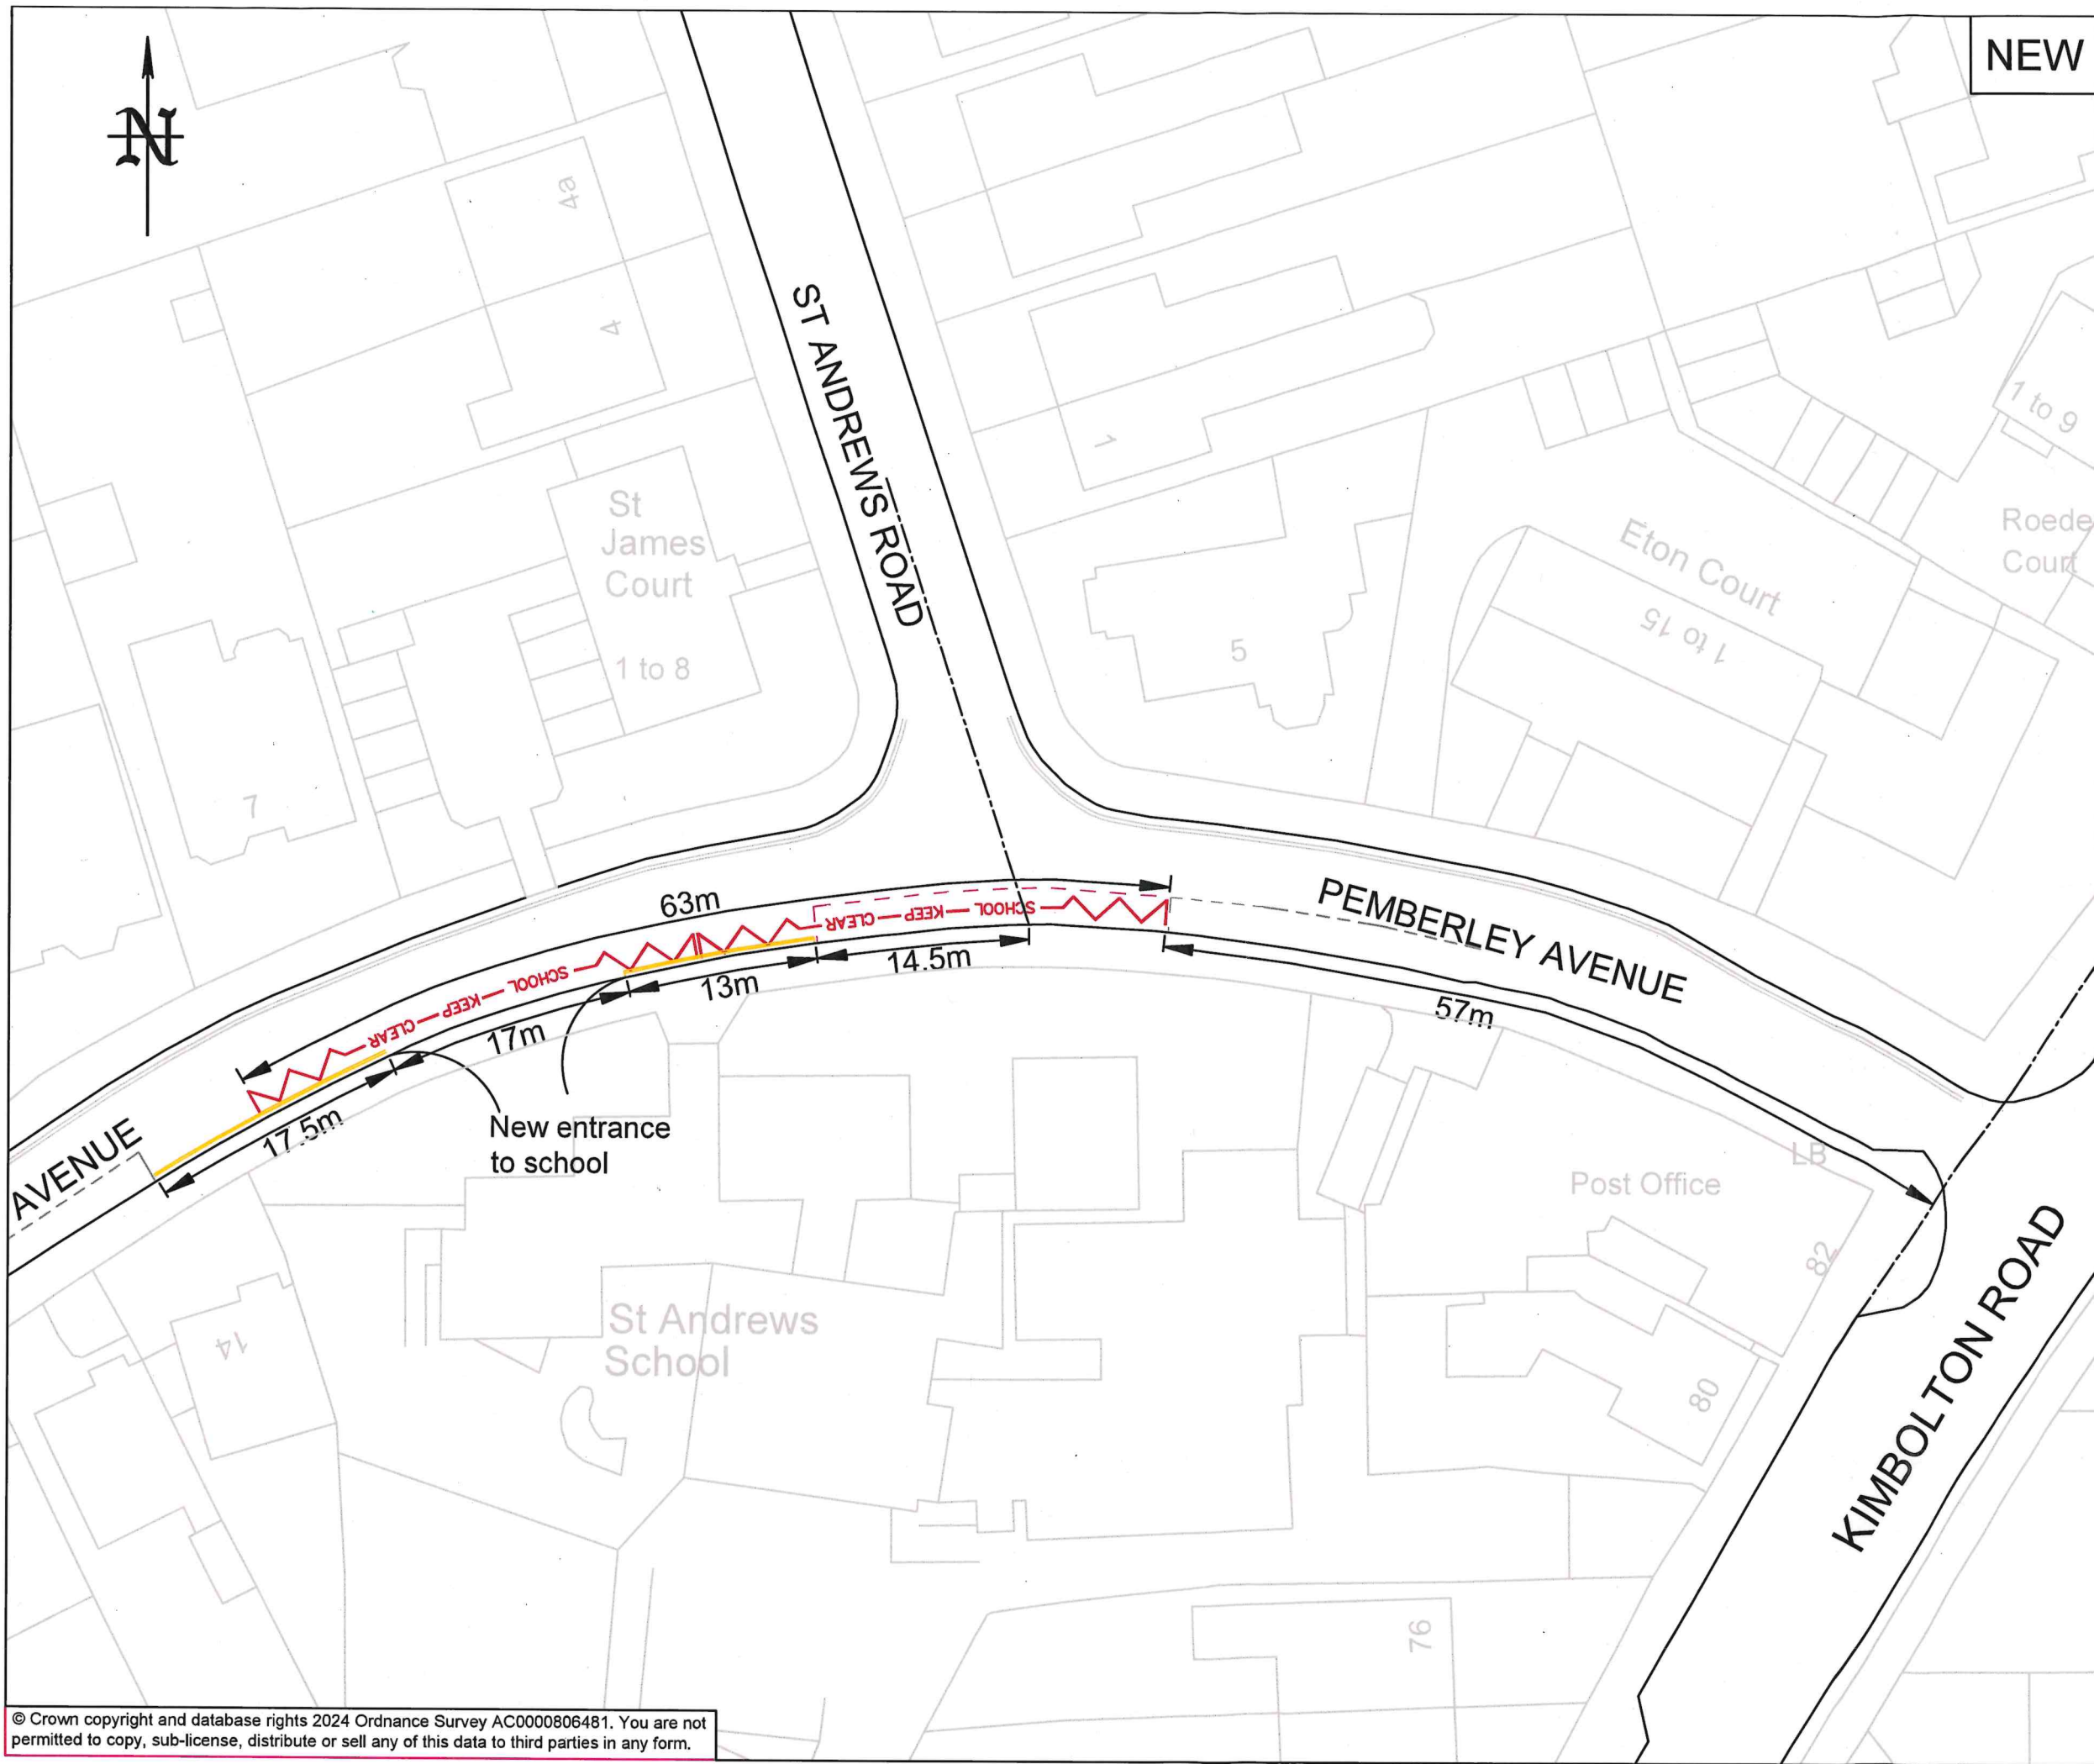 NEW
N
4a
4
ST ANDREWS ROAD
1
1 to 9
St
James
Court
1 to 8
Eton Court
1 to 15
Roede
Court
5
7
63m
PEMBERLEY AVENUE
SCHOOL KEEP CLEAR
SCHOOL KEEP CLEAR
14.5m
13m
17m
57m
17.5m
New entrance
to school
AVENUE
LB
Post Office
82
KIMBOLTON ROAD
St Andrews
School
14
80
76
© Crown copyright and database rights 2024 Ordnance Survey AC0000806481. You are not
permitted to copy, sub-license, distribute or sell any of this data to third parties in any form.